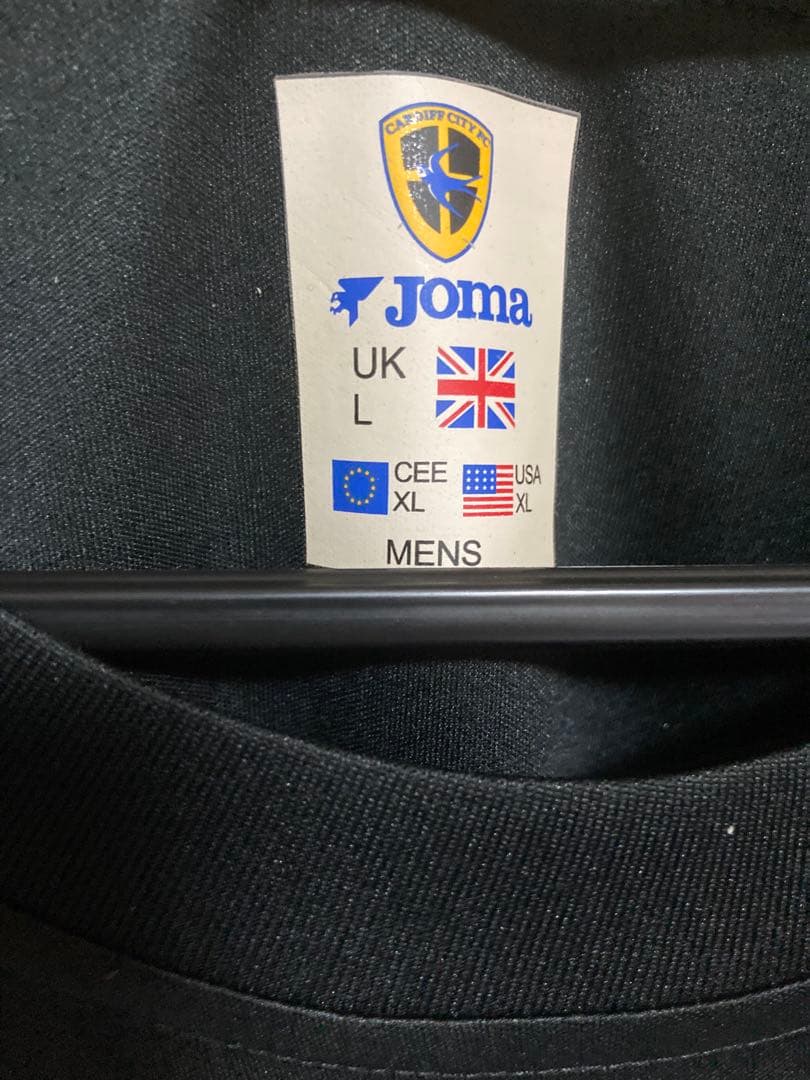 CARDIFF CITY FC
Joma
UK
L
CEE
XL
USA
XL
MENS